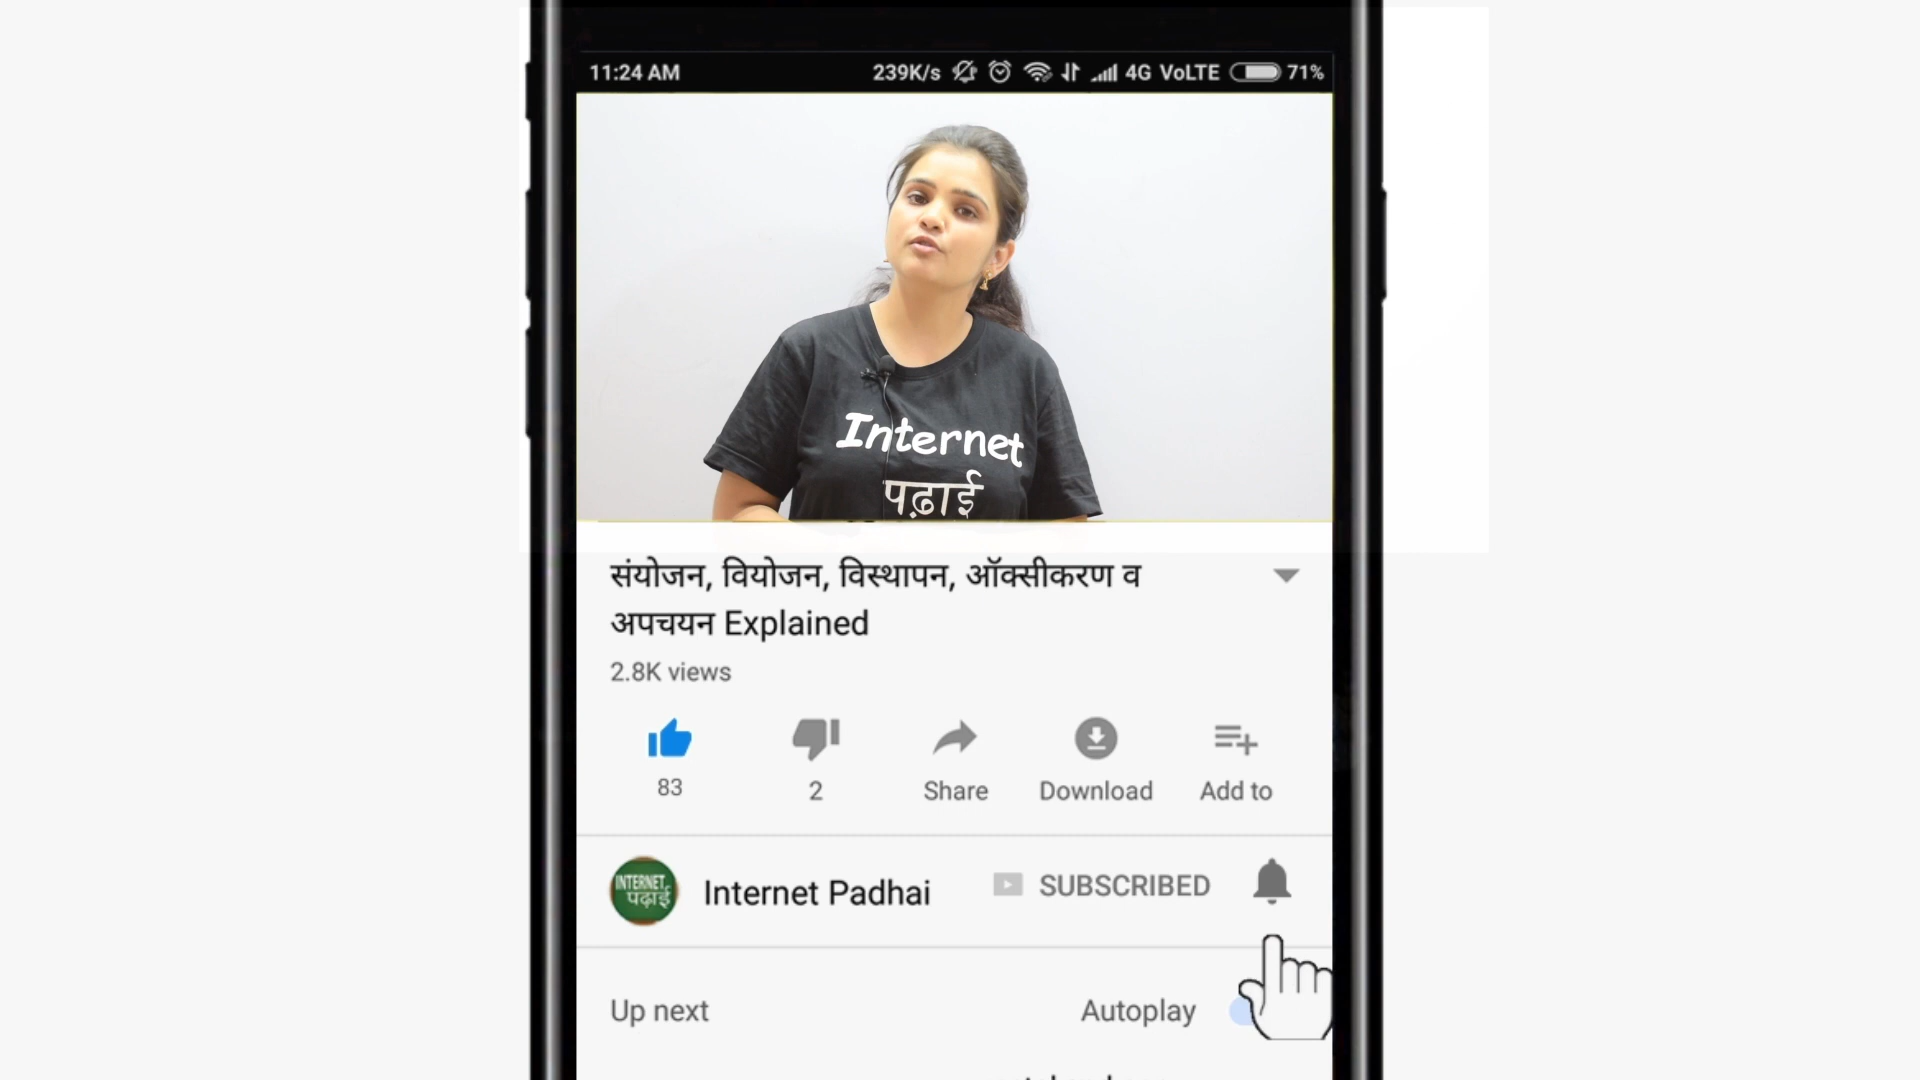 11:24 AM 239K/s 4G VoLTE 71%
Internet
पढ़ाई
संयोजन, वियोजन, विस्थापन, ऑक्सीकरण व
अपचयन Explained
2.8K views
83 2 Share Download Add to
INTERNET
पढ़ाई
Internet Padhai SUBSCRIBED
Up next Autoplay